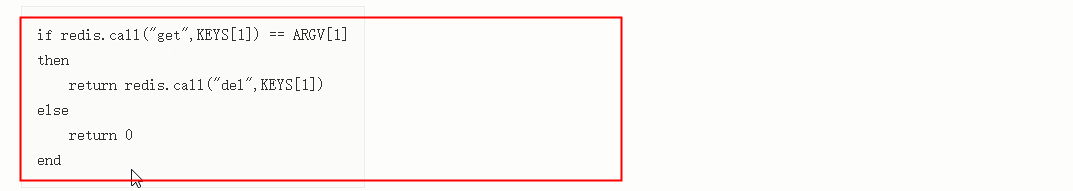 if redis.call("get",KEYS[1]) == ARGV[1]
then
    return redis.call("del",KEYS[1])
else
    return 0
end